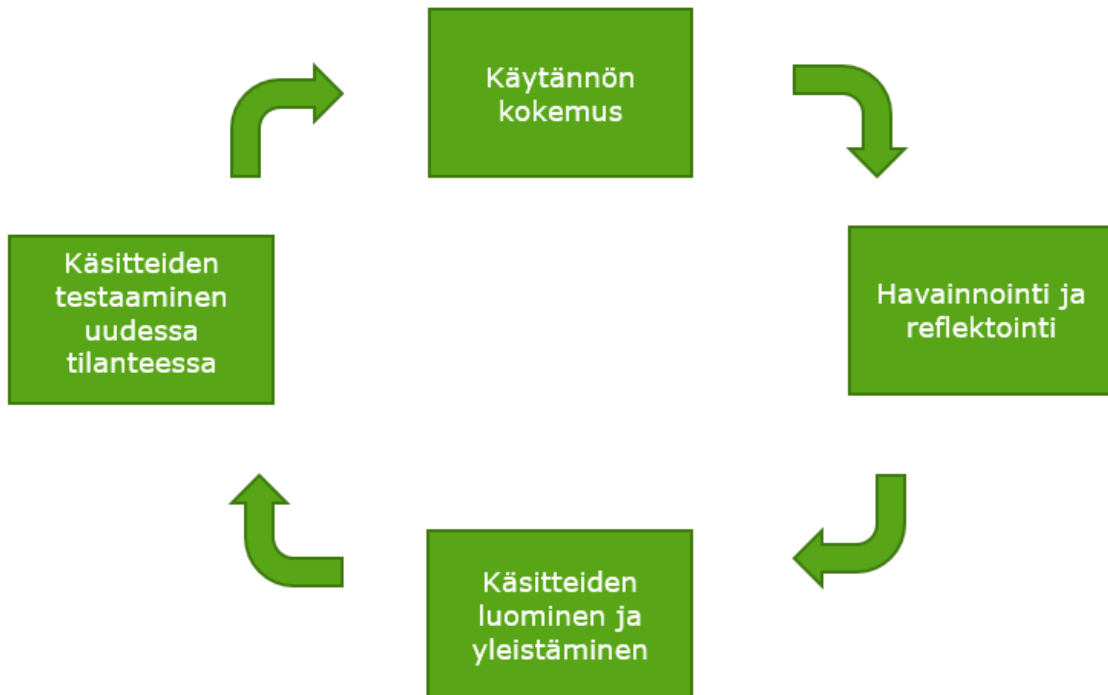 Käytännön
kokemus
Havainnointi ja
reflektointi
Käsitteiden
luominen ja
yleistäminen
Käsitteiden
testaaminen
uudessa
tilanteessa